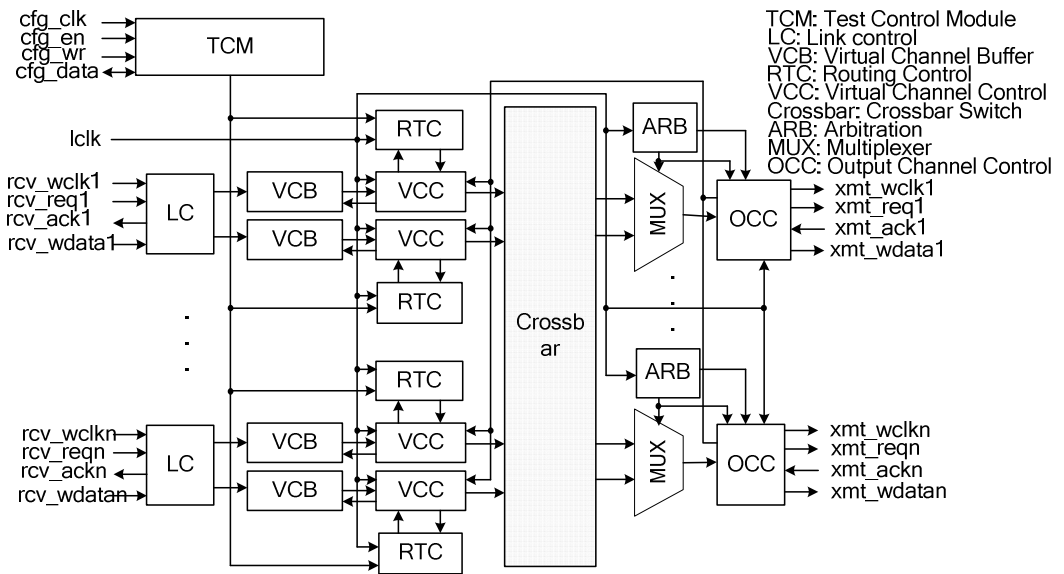 cfg_clk
cfg_en
cfg_wr
cfg_data
TCM
TCM: Test Control Module
LC: Link control
VCB: Virtual Channel Buffer
RTC: Routing Control
VCC: Virtual Channel Control
Crossbar: Crossbar Switch
ARB: Arbitration
MUX: Multiplexer
OCC: Output Channel Control
lclk
RTC
ARB
rcv_wclk1
rcv_req1
rcv_ack1
rcv_wdata1
LC
VCB
VCC
VCB
VCC
RTC
MUX
OCC
xmt_wclk1
xmt_req1
xmt_ack1
xmt_wdata1
Crossb
ar
RTC
ARB
rcv_wclkn
rcv_reqn
rcv_ackn
rcv_wdatan
LC
VCB
VCC
VCB
VCC
RTC
MUX
OCC
xmt_wclkn
xmt_reqn
xmt_ackn
xmt_wdatan